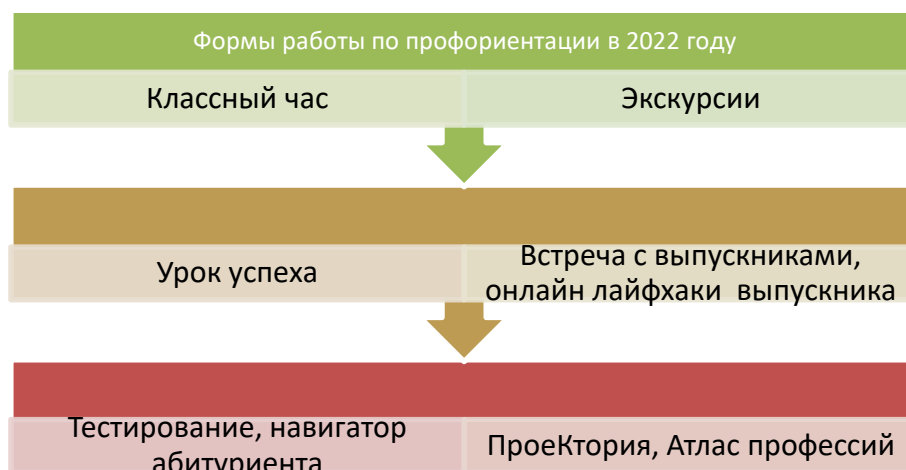 Формы работы по профориентации в 2022 году
Классный час
Экскурсии
Урок успеха
Встреча с выпускниками,
онлайн лайфхаки  выпускника
Тестирование, навигатор
абитуриента
ПроеКтория, Атлас профессий